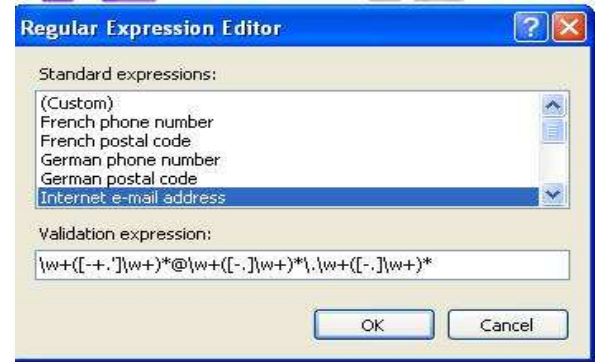 Regular Expression Editor
Standard expressions:
(Custom)
French phone number
French postal code
German phone number
German postal code
Internet e-mail address
Validation expression:
\w+([-+.']\w+)*@\w+([-.]\w+)*\.\w+([-.]\w+)*
OK Cancel